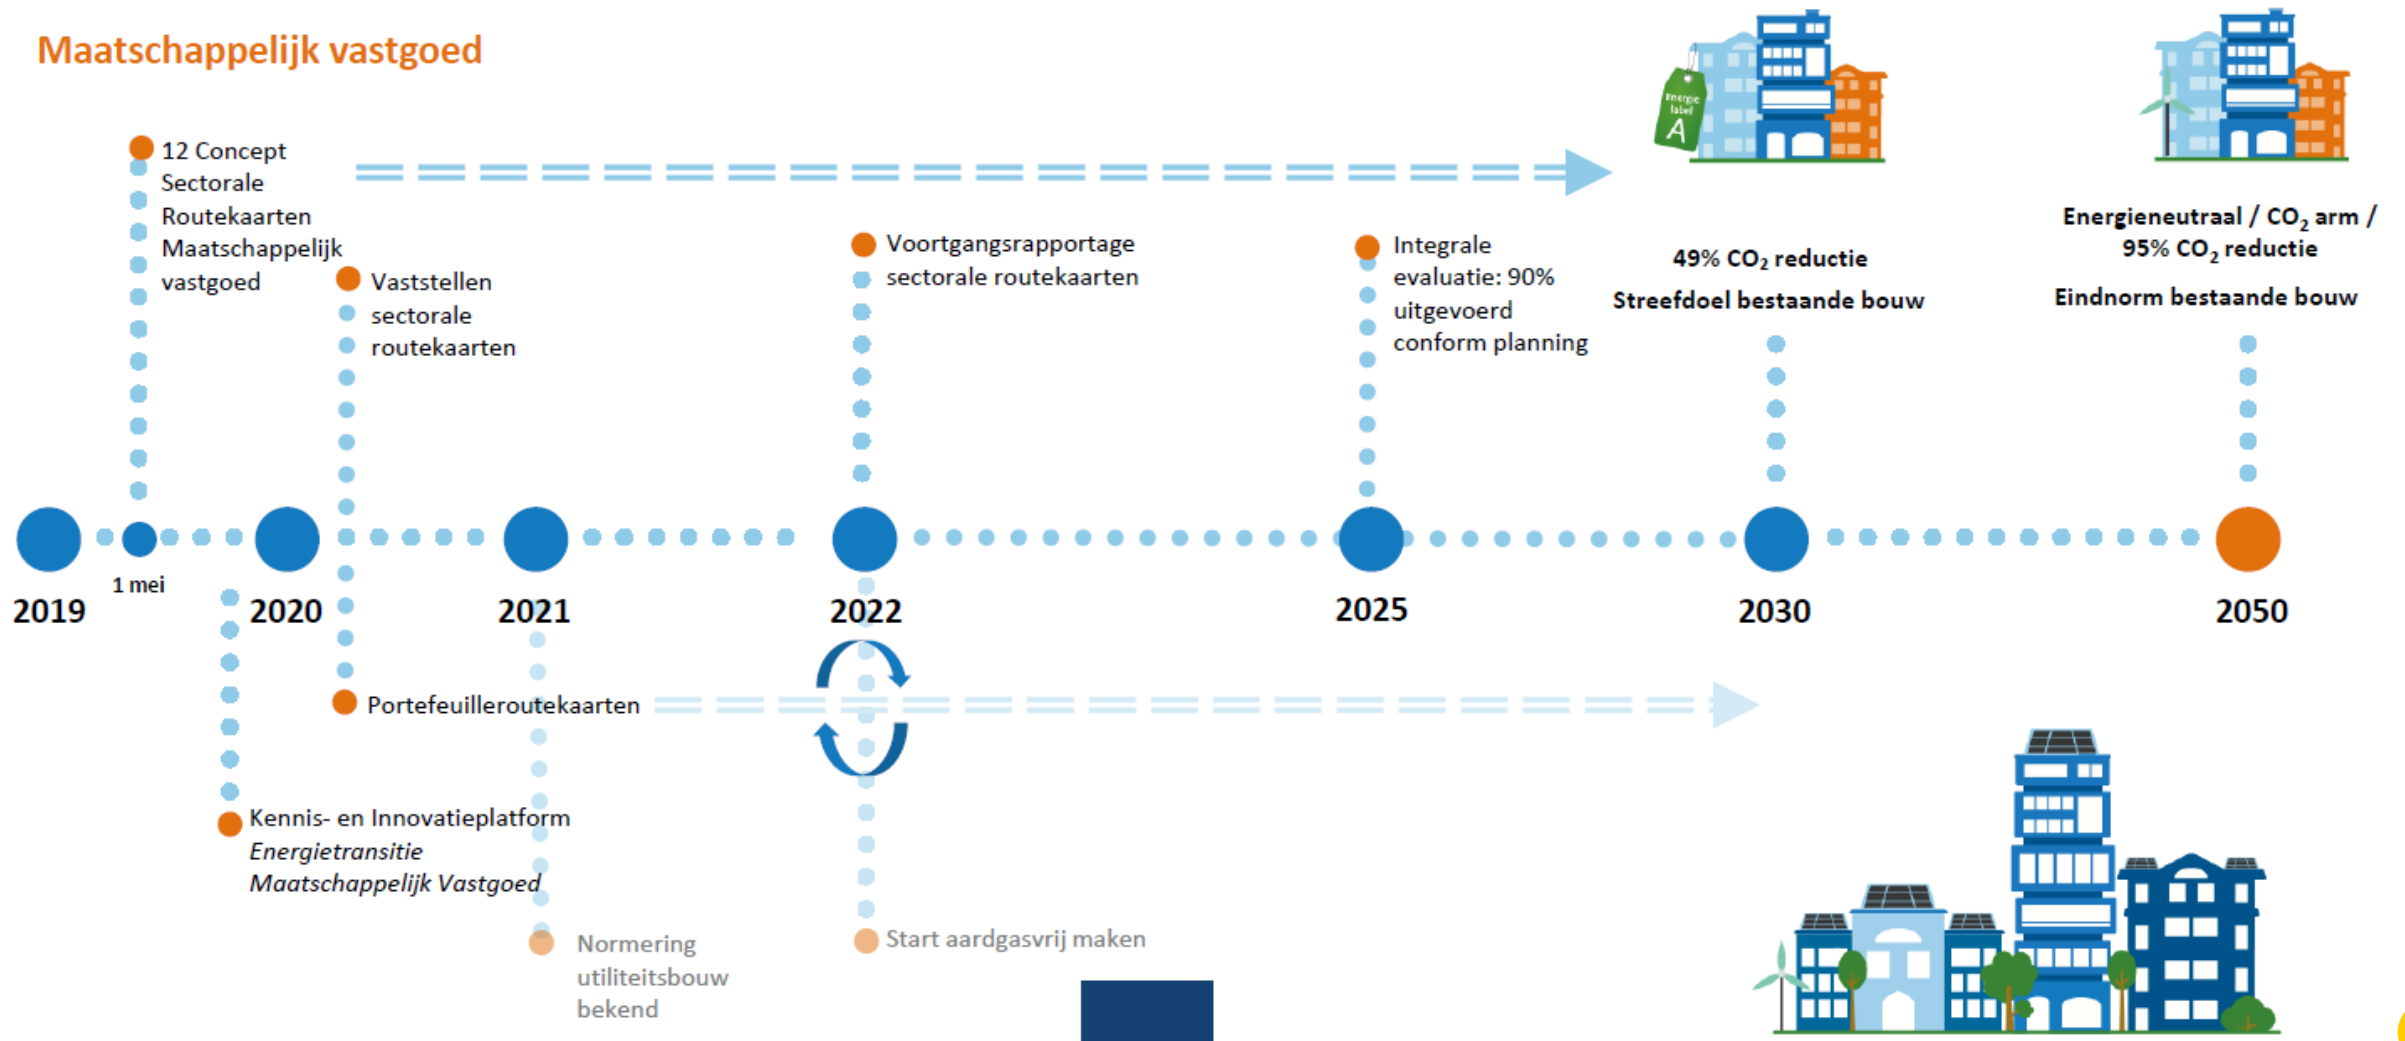 Maatschappelijk vastgoed
12 Concept
Sectorale
Routekaarten
Maatschappelijk
vastgoed
Vaststellen
sectorale
routekaarten
Voortgangsrapportage
sectorale routekaarten
Integrale
evaluatie: 90%
uitgevoerd
conform planning
Energie
label
A
49% CO₂ reductie
Streefdoel bestaande bouw
Energieneutraal / CO₂ arm /
95% CO₂ reductie
Eindnorm bestaande bouw
1 mei
2019
2020
2021
2022
2025
2030
2050
Portefeuilleroutekaarten
Kennis- en Innovatieplatform
Energietransitie
Maatschappelijk Vastgoed
Normering
utiliteitsbouw
bekend
Start aardgasvrij maken